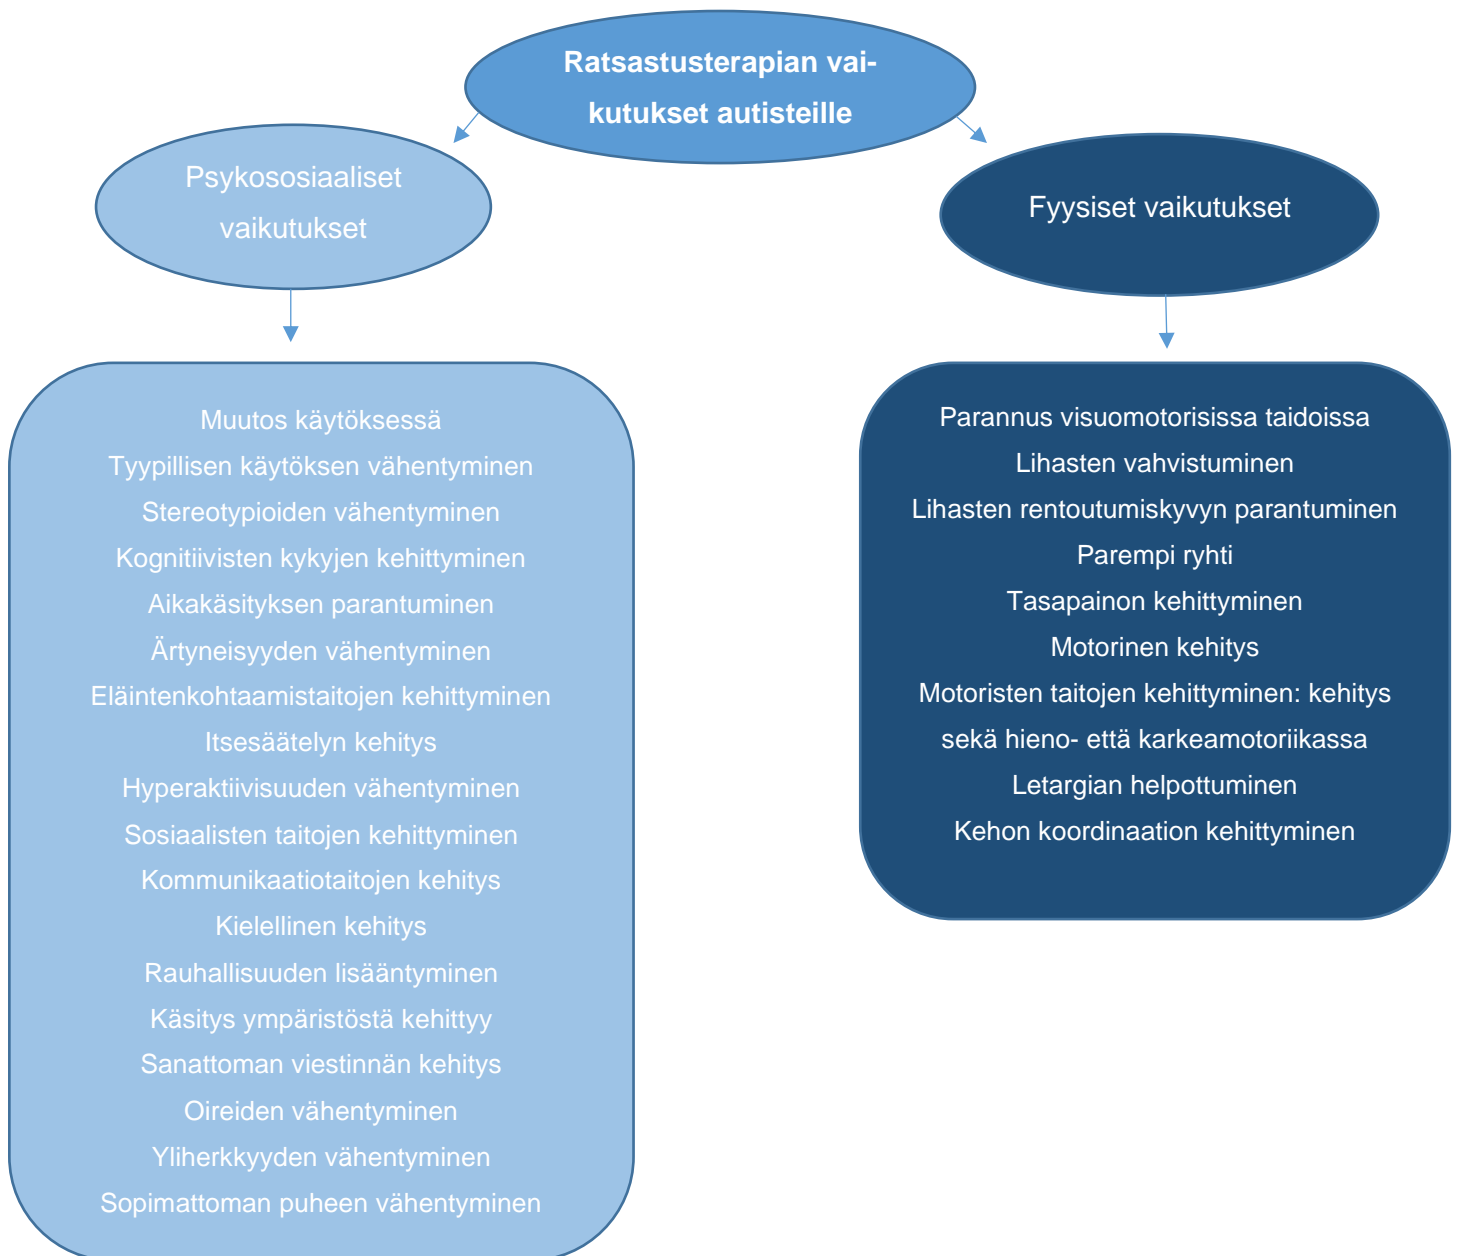 Ratsastusterapian vai-
kutukset autisteille
Psykososiaaliset
vaikutukset
Fyysiset vaikutukset
Muutos käytöksessä
Tyypillisen käytöksen vähentyminen
Stereotypioiden vähentyminen
Kognitiivisten kykyjen kehittyminen
Aikakäsityksen parantuminen
Ärtyneisyyden vähentyminen
Eläintenkohtaamistaitojen kehittyminen
Itsesäätelyn kehitys
Hyperaktiivisuuden vähentyminen
Sosiaalisten taitojen kehittyminen
Kommunikaatiotaitojen kehitys
Kielellinen kehitys
Rauhallisuuden lisääntyminen
Käsitys ympäristöstä kehittyy
Sanattoman viestinnän kehitys
Oireiden vähentyminen
Yliherkkyyden vähentyminen
Sopimattoman puheen vähentyminen
Parannus visuomotorisissa taidoissa
Lihasten vahvistuminen
Lihasten rentoutumiskyvyn parantuminen
Parempi ryhti
Tasapainon kehittyminen
Motorinen kehitys
Motoristen taitojen kehittyminen: kehitys
sekä hieno- että karkeamotoriikassa
Letargian helpottuminen
Kehon koordinaation kehittyminen